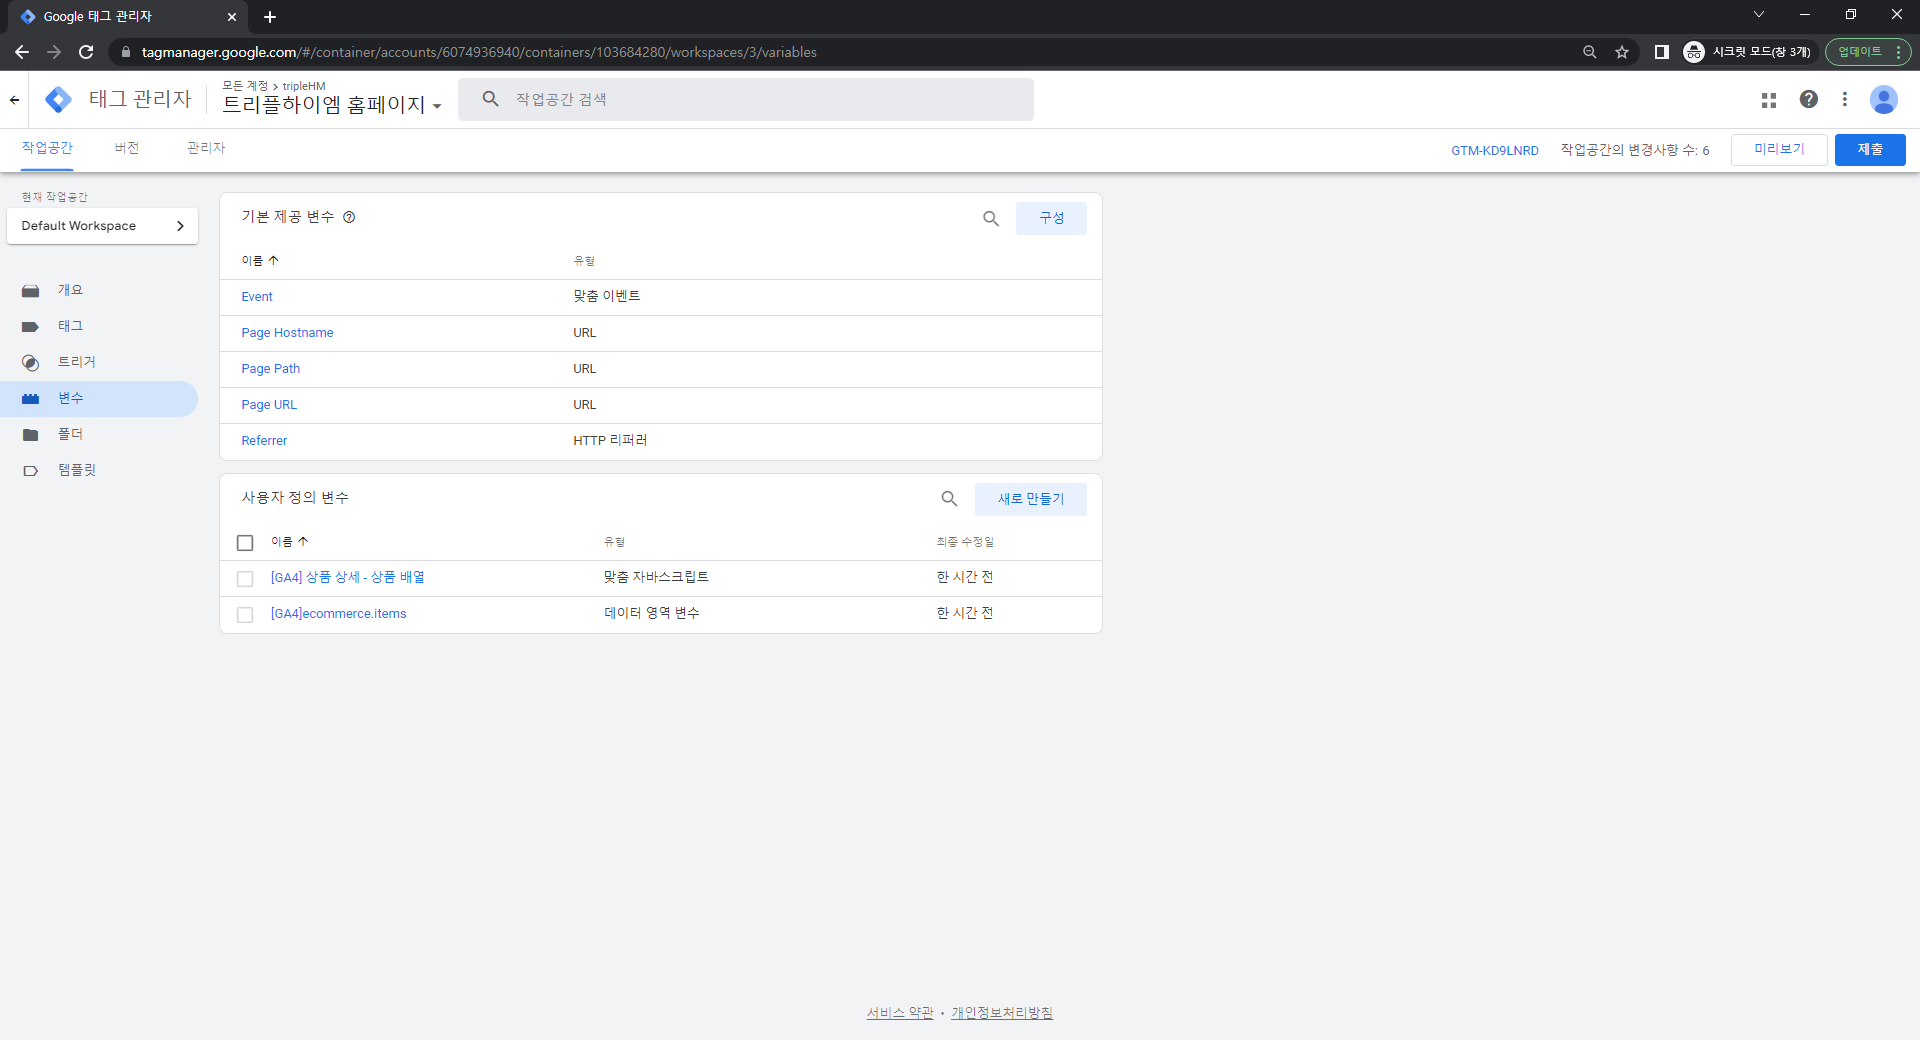 Google 태그 관리자
tagmanager.google.com/#/container/accounts/6074936940/containers/103684280/workspaces/3/variables
시크릿 모드(창 3개)
업데이트
태그 관리자
모든 계정 > tripleHM
트리플하이엠 홈페이지
작업공간 검색
작업공간
버전
관리자
GTM-KD9LNRD
작업공간의 변경사항 수: 6
미리보기
제출
현재 작업공간
Default Workspace
개요
태그
트리거
변수
폴더
템플릿
기본 제공 변수
구성
이름 유형
Event 맞춤 이벤트
Page Hostname URL
Page Path URL
Page URL URL
Referrer HTTP 리퍼러
사용자 정의 변수
새로 만들기
이름 유형 최종 수정일
[GA4] 상품 상세 - 상품 배열 맞춤 자바스크립트 한 시간 전
[GA4]ecommerce.items 데이터 영역 변수 한 시간 전
서비스 약관 · 개인정보처리방침